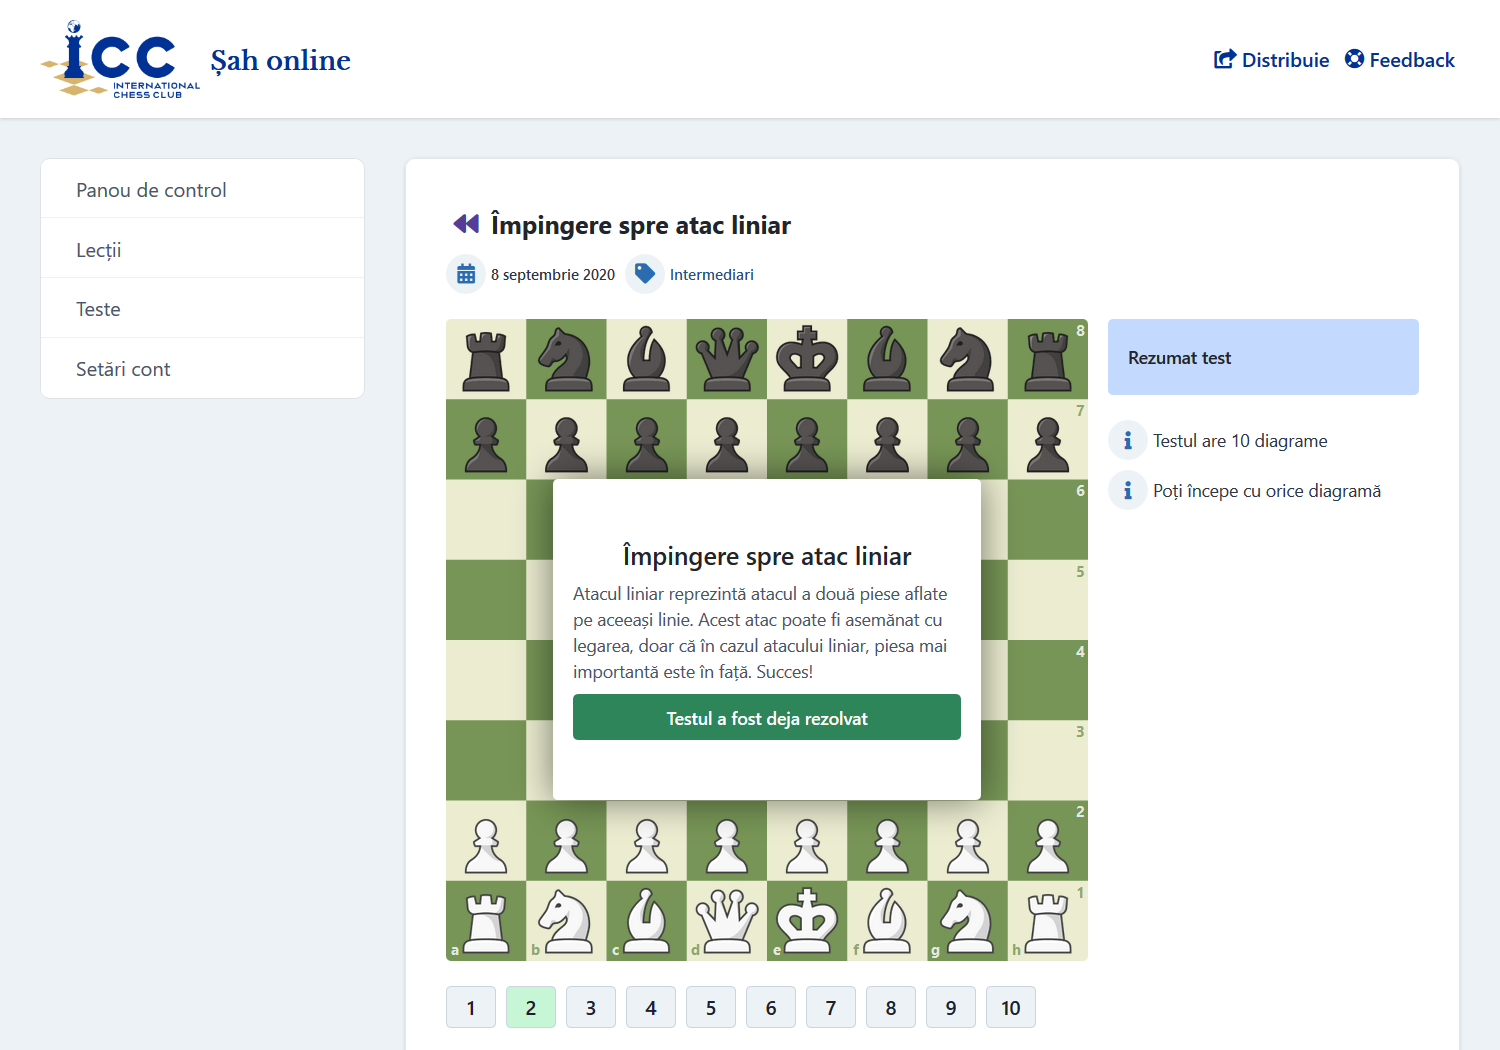 icc
INTERNATIONAL
CHESS CLUB
Șah online
Distribuie
Feedback
Panou de control
Lecții
Teste
Setări cont
Împingere spre atac liniar
8 septembrie 2020
Intermediari
8
7
6
5
4
3
2
1
a b c d e f g h
Împingere spre atac liniar
Atacul liniar reprezintă atacul a două piese aflate
pe aceeași linie. Acest atac poate fi asemănat cu
legarea, doar că în cazul atacului liniar, piesa mai
importantă este în față. Succes!
Testul a fost deja rezolvat
Rezumat test
Testul are 10 diagrame
Poți începe cu orice diagramă
1 2 3 4 5 6 7 8 9 10